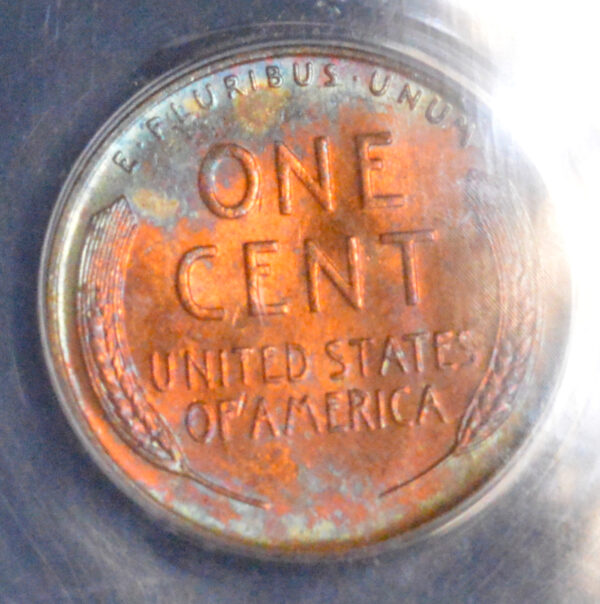 E · PLURIBUS · UNUM
ONE
CENT
UNITED STATES
OF AMERICA